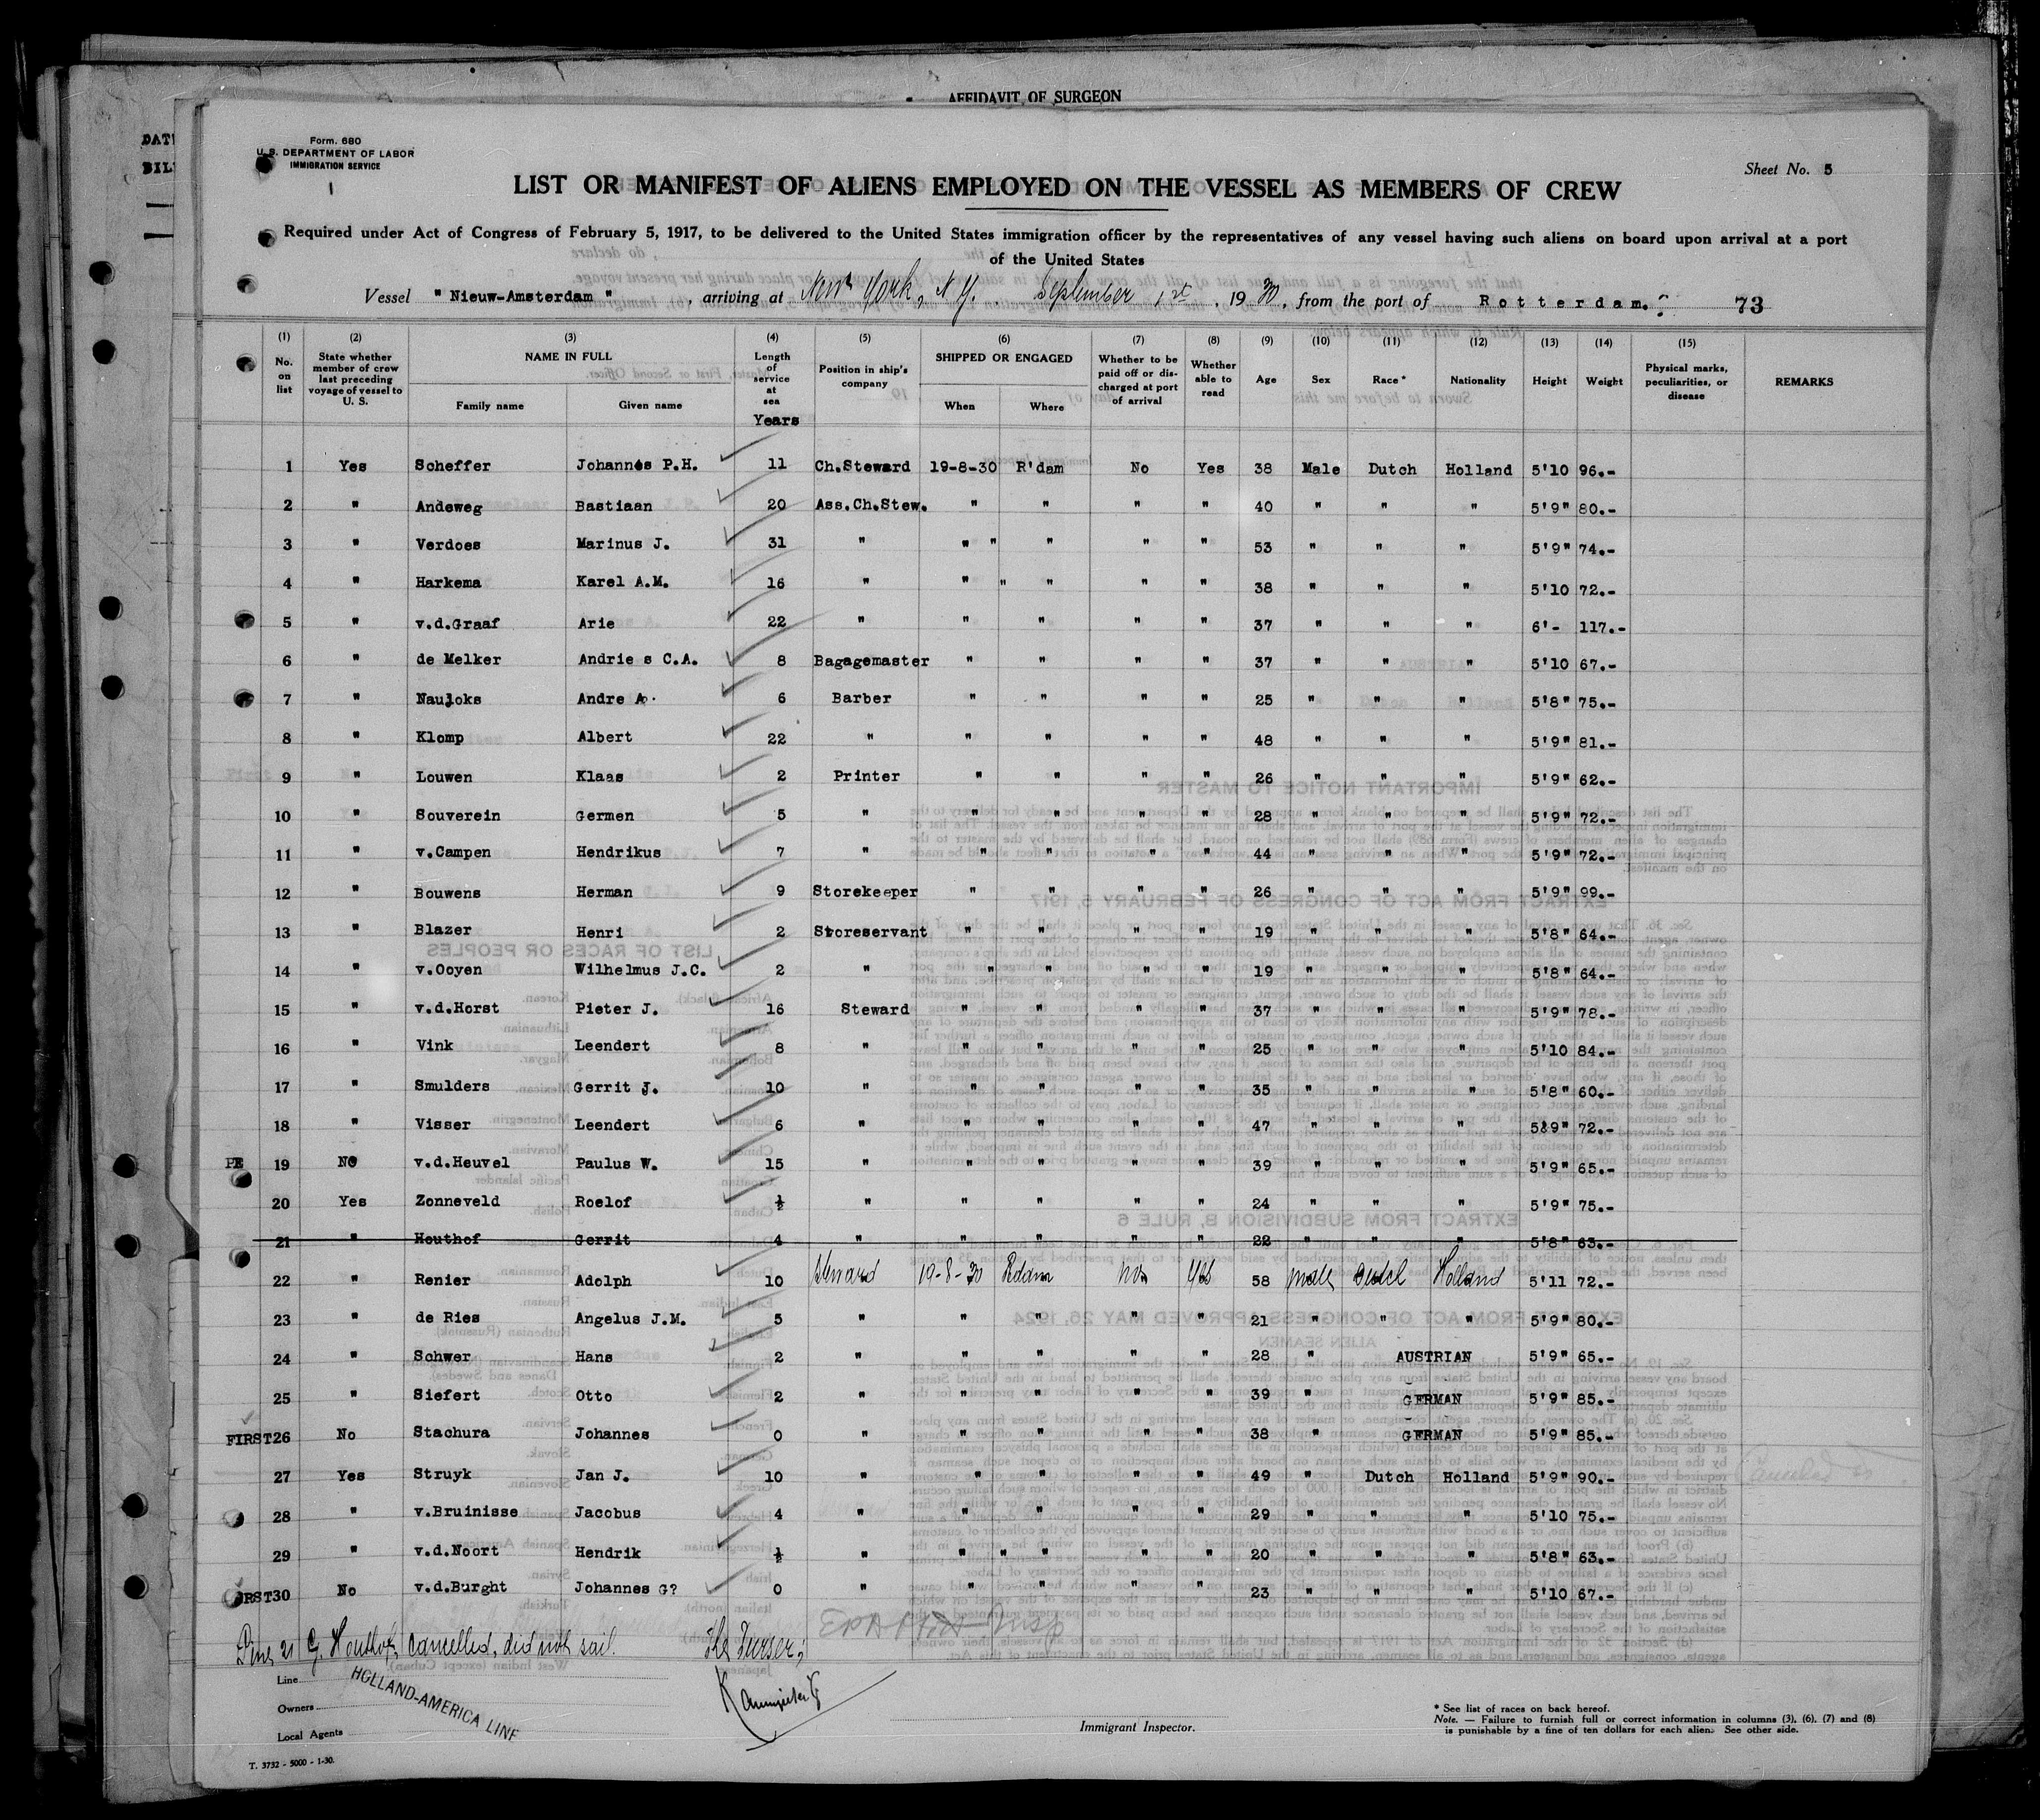 AFFIDAVIT OF SURGEON
DAT
BIL
Form. 680
U. S. DEPARTMENT OF LABOR
IMMIGRATION SERVICE
Sheet No. 5
LIST OR MANIFEST OF ALIENS EMPLOYED ON THE VESSEL AS MEMBERS OF CREW
Required under Act of Congress of February 5, 1917, to be delivered to the United States immigration officer by the representatives of any vessel having such aliens on board upon arrival at a port
of the United States
Vessel " Nieuw-Amsterdam " , arriving at New York, N.Y. September 1st , 1930, from the port of Rotterdam. 73
(1) No. on list (2) State whether member of crew last preceding voyage of vessel to U. S. (3) NAME IN FULL Family name Given name (4) Length of service at sea Years (5) Position in ship's company (6) SHIPPED OR ENGAGED When Where (7) Whether to be paid off or discharged at port of arrival (8) Whether able to read (9) Age (10) Sex (11) Race * (12) Nationality (13) Height (14) Weight (15) Physical marks, peculiarities, or disease REMARKS
1 Yes Scheffer Johannes P.H. 11 Ch.Steward 19-8-30 R'dam No Yes 38 Male Dutch Holland 5'10 96.-
2 " Andeweg Bastiaan 20 Ass.Ch.Stew. " " " " 40 " " " 5'9" 80.-
3 " Verdoes Marinus J. 31 " " " " " " 53 " " " 5'9" 74.-
4 " Harkema Karel A.M. 16 " " " " " " 38 " " " 5'10 72.-
5 " v.d.Graaf Arie 22 " " " " " 37 " " " 6'- 117.-
6 " de Melker Andrie s C.A. 8 Bagagemaster " " " " 37 " " " 5'10 67.-
7 " Naujoks Andre A. 6 Barber " " " " 25 " " " 5'8" 75.-
8 " Klomp Albert 22 " " " " " 48 " " " 5'9" 81.-
9 " Louwen Klaas 2 Printer " " " " 26 " " " 5'9" 62.-
10 " Souverein Germen 5 " " " " " 28 " " " 5'9" 72.-
11 " v.Campen Hendrikus 7 " " " " " 44 " " " 5'9" 72.-
12 " Bouwens Herman 9 Storekeeper " " " " 26 " " " 5'9" 99.-
13 " Blazer Henri 2 Storeservant " " " " 19 " " " 5'8" 64.-
14 " v.Ooyen Wilhelmus J.C. 2 " " " " " 19 " " " 5'8" 64.-
15 " v.d.Horst Pieter J. 16 Steward " " " " 37 " " " 5'9" 78.-
16 " Vink Leendert 8 " " " " " 25 " " " 5'10 84.-
17 " Smulders Gerrit J. 10 " " " " " 35 " " " 5'8" 60.-
18 " Visser Leendert 6 " " " " " 47 " " " 5'9" 72.-
PE 19 NO v.d.Heuvel Paulus W. 15 " " " " " 39 " " " 5'9" 65.-
20 Yes Zonneveld Roelof ½ " " " " " 24 " " " 5'9" 75.-
21 " Houthof Gerrit 4 " " " " " 22 " " " 5'8" 63.-
22 " Renier Adolph 10 Steward 19-8-30 Rdam No Yes 58 male Dutch Holland 5'11 72.-
23 " de Ries Angelus J.M. 5 " " " " " 21 " " " 5'9" 80.-
24 " Schwer Hans 2 " " " " " 28 " AUSTRIAN 5'9" 65.-
25 " Siefert Otto 2 " " " " " 39 " GERMAN 5'9" 85.-
FIRST 26 No Stachura Johannes 0 " " " " " 38 " GERMAN 5'9" 85.-
27 Yes Struyk Jan J. 10 " " " " " 49 " Dutch Holland 5'9" 90.-
28 " v.Bruinisse Jacobus 4 " " " " " 29 " " " 5'10 75.-
29 " v.d.Noort Hendrik ½ " " " " " " 20 " " " 5'8" 63.-
RST 30 No v.d.Burght Johannes G? 0 " " " " " 23 " " " 5'10 67.-
Line 21 G. Houthof, cancelled, did not sail. The Purser;
Line
HOLLAND-AMERICA LINE
Owners
Local Agents
Immigrant Inspector.
* See list of races on back hereof.
Note. — Failure to furnish full or correct information in columns (3), (6), (7) and (8)
is punishable by a fine of ten dollars for each alien. See other side.
T. 3732 - 5000 - 1-30.